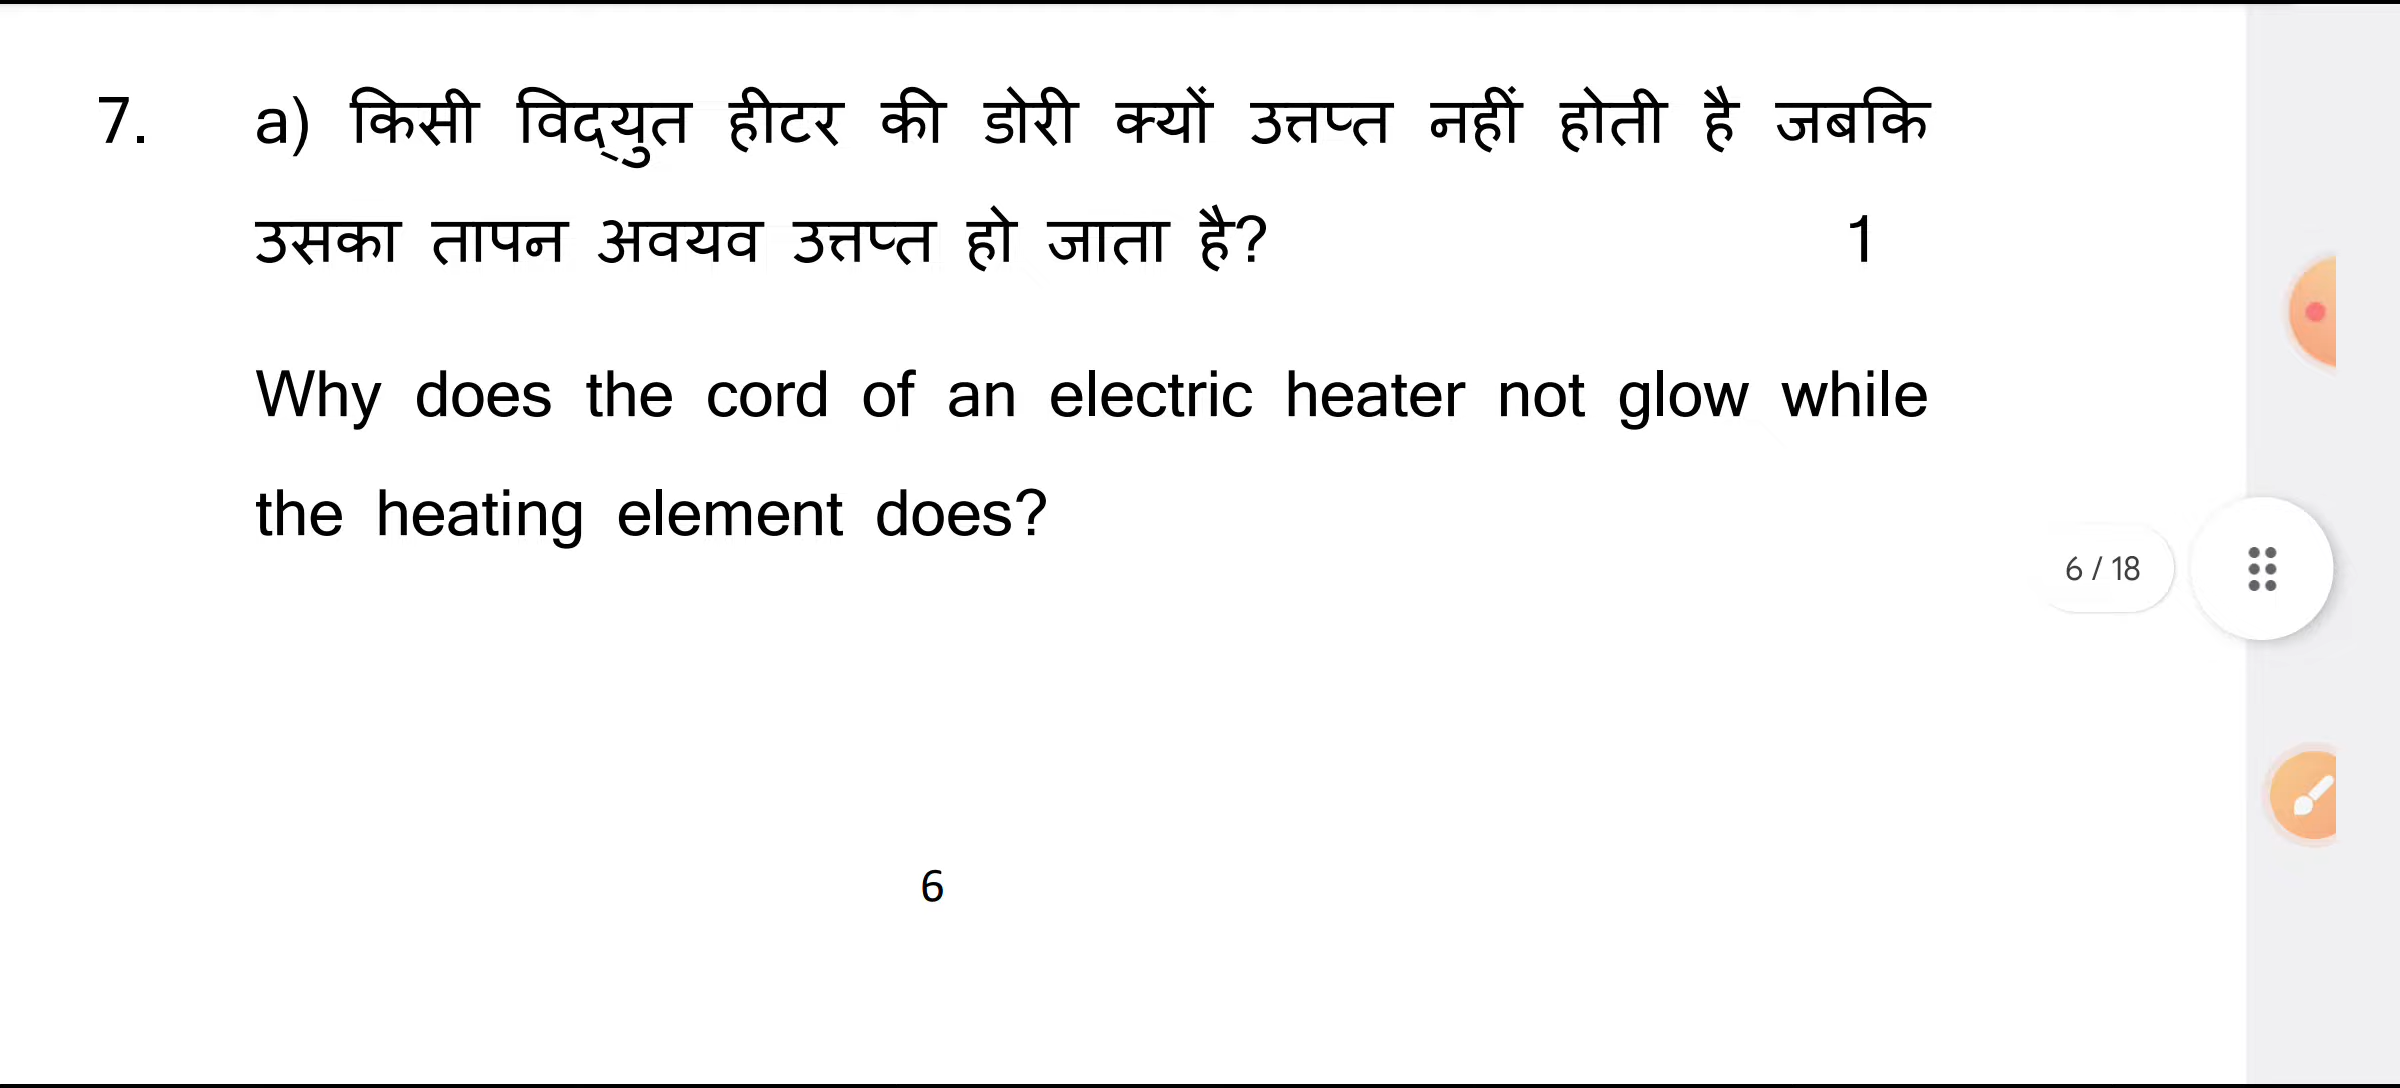 7. a) किसी विद्युत हीटर की डोरी क्यों उत्तप्त नहीं होती है जबकि
उसका तापन अवयव उत्तप्त हो जाता है? 1
Why does the cord of an electric heater not glow while
the heating element does?
6 / 18
6